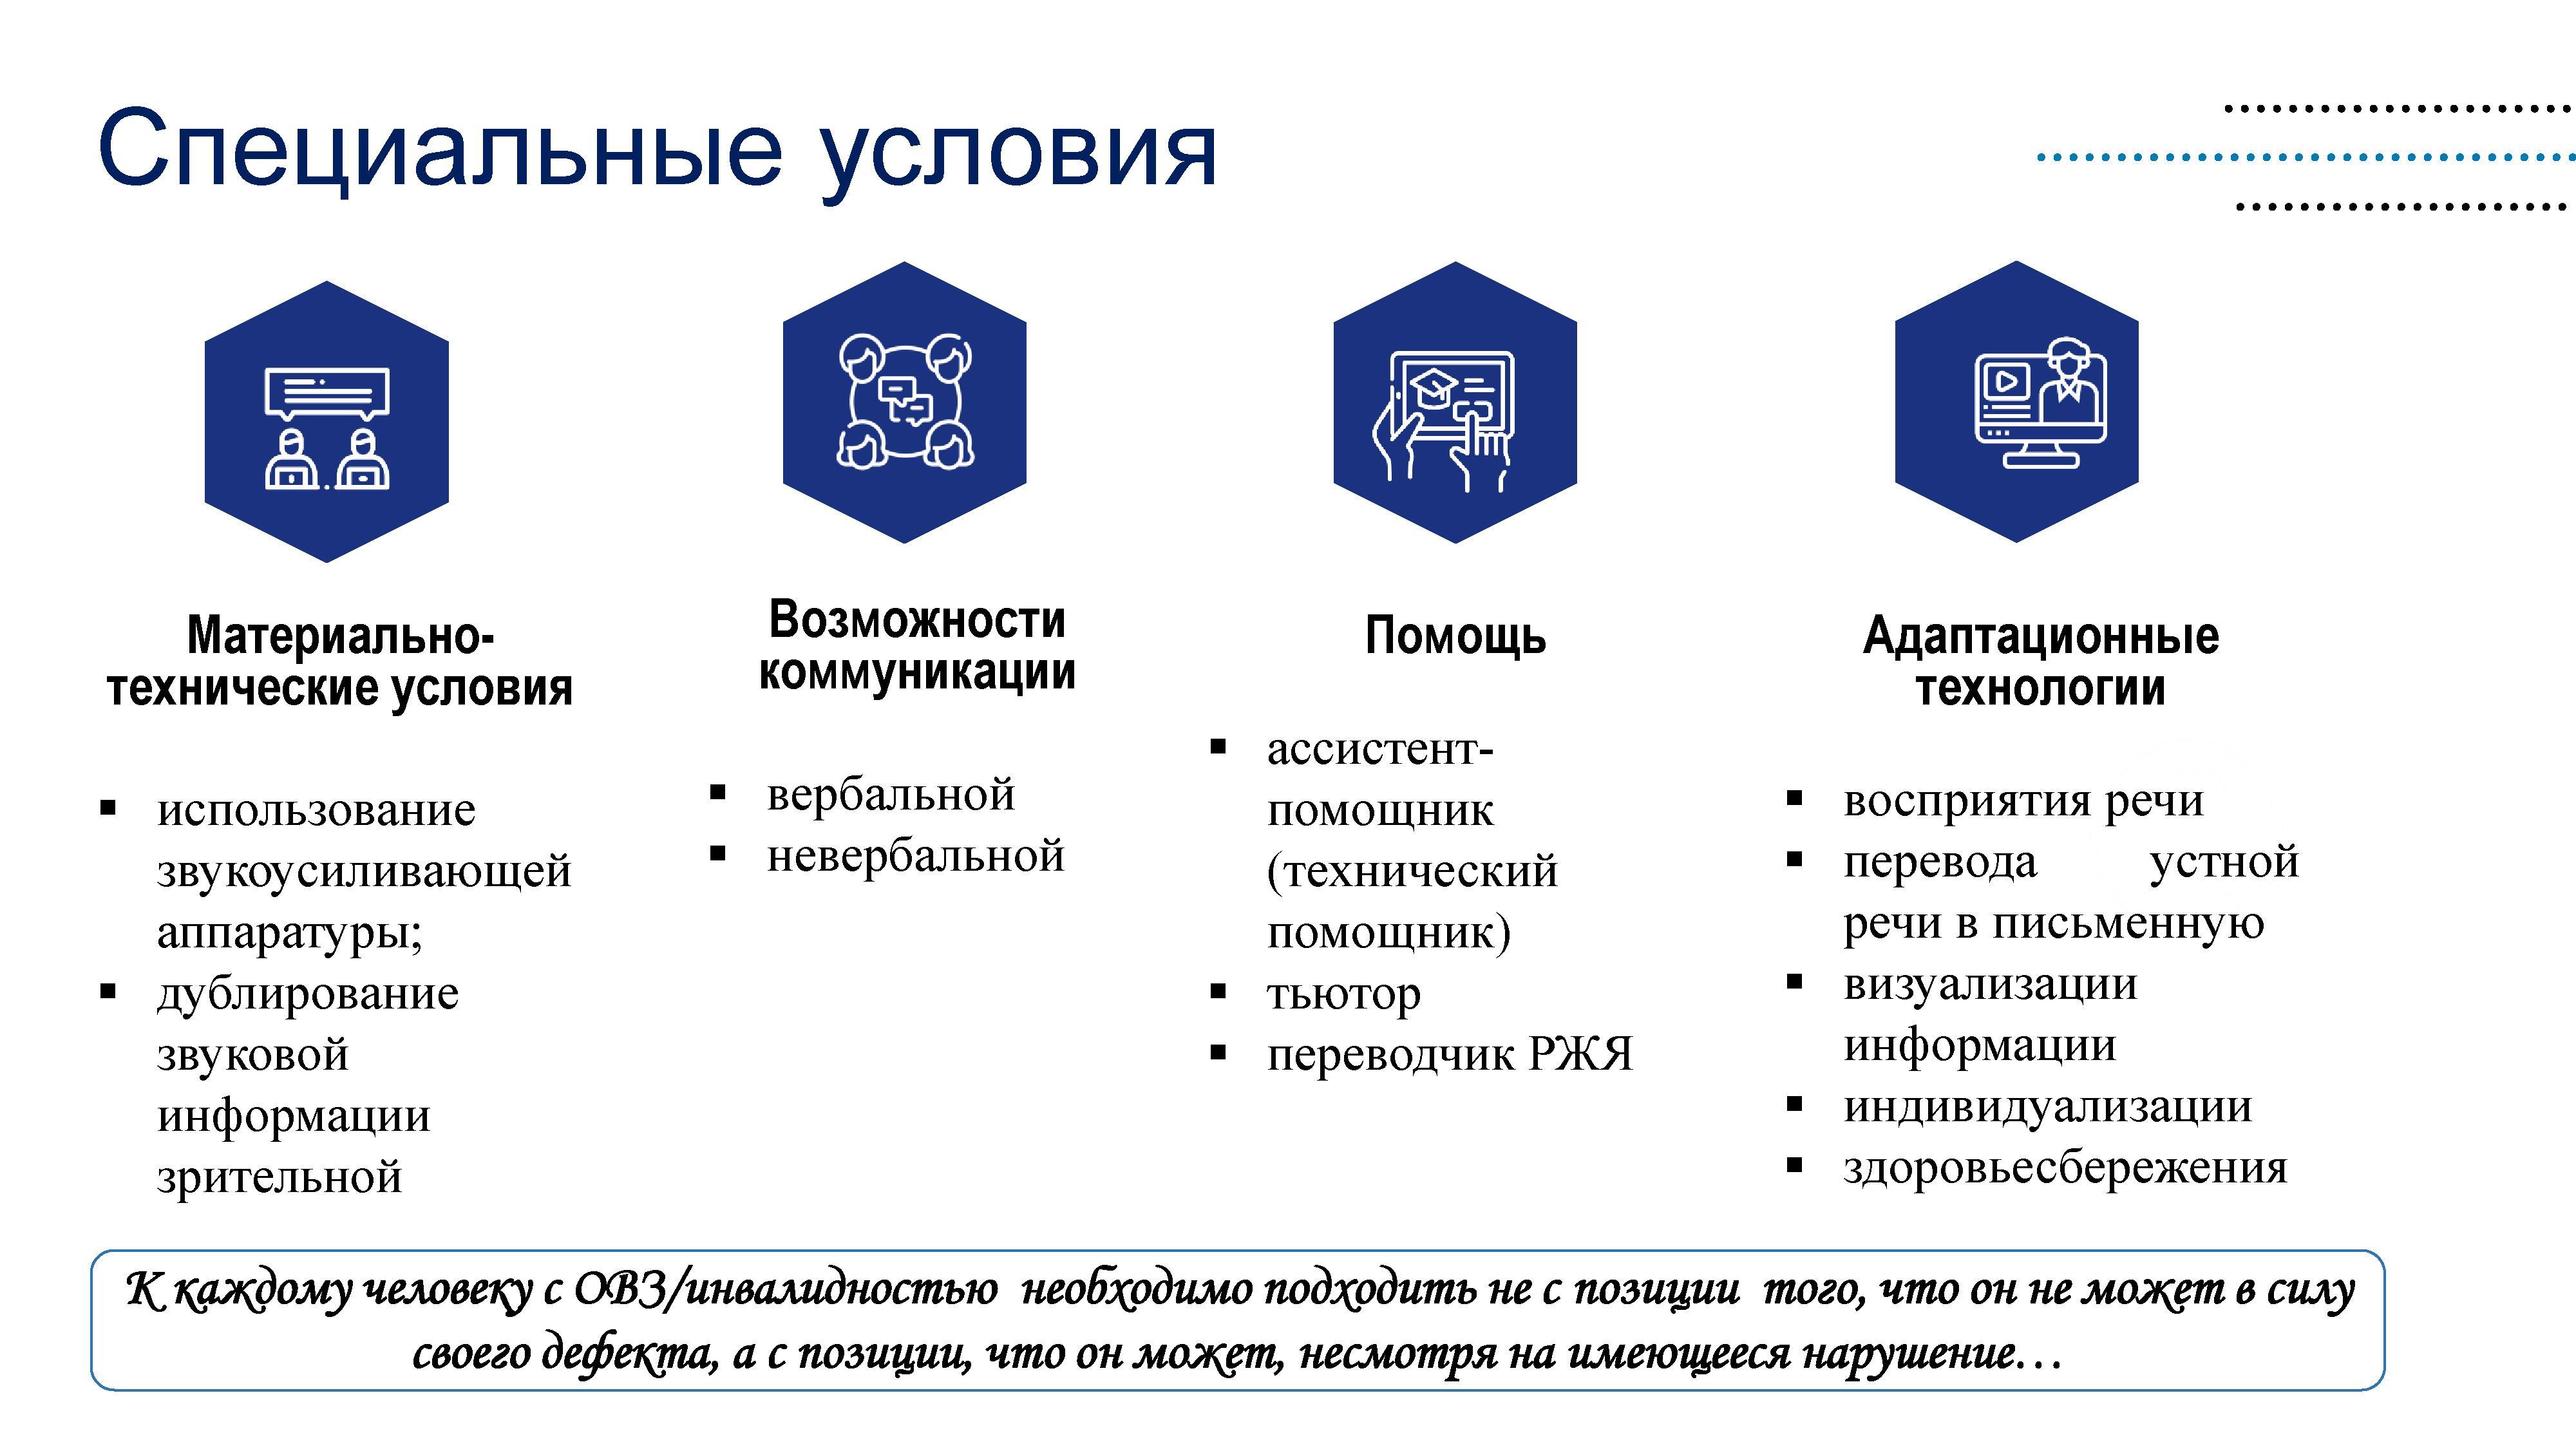 Специальные условия
Материально-
технические условия
▪ использование
звукоусиливающей
аппаратуры;
▪ дублирование
звуковой
информации
зрительной
Возможности
коммуникации
▪ вербальной
▪ невербальной
Помощь
▪ ассистент-
помощник
(технический
помощник)
▪ тьютор
▪ переводчик РЖЯ
Адаптационные
технологии
▪ восприятия речи
▪ перевода устной
речи в письменную
▪ визуализации
информации
▪ индивидуализации
▪ здоровьесбережения
К каждому человеку с ОВЗ/инвалидностью необходимо подходить не с позиции того, что он не может в силу
своего дефекта, а с позиции, что он может, несмотря на имеющееся нарушение…